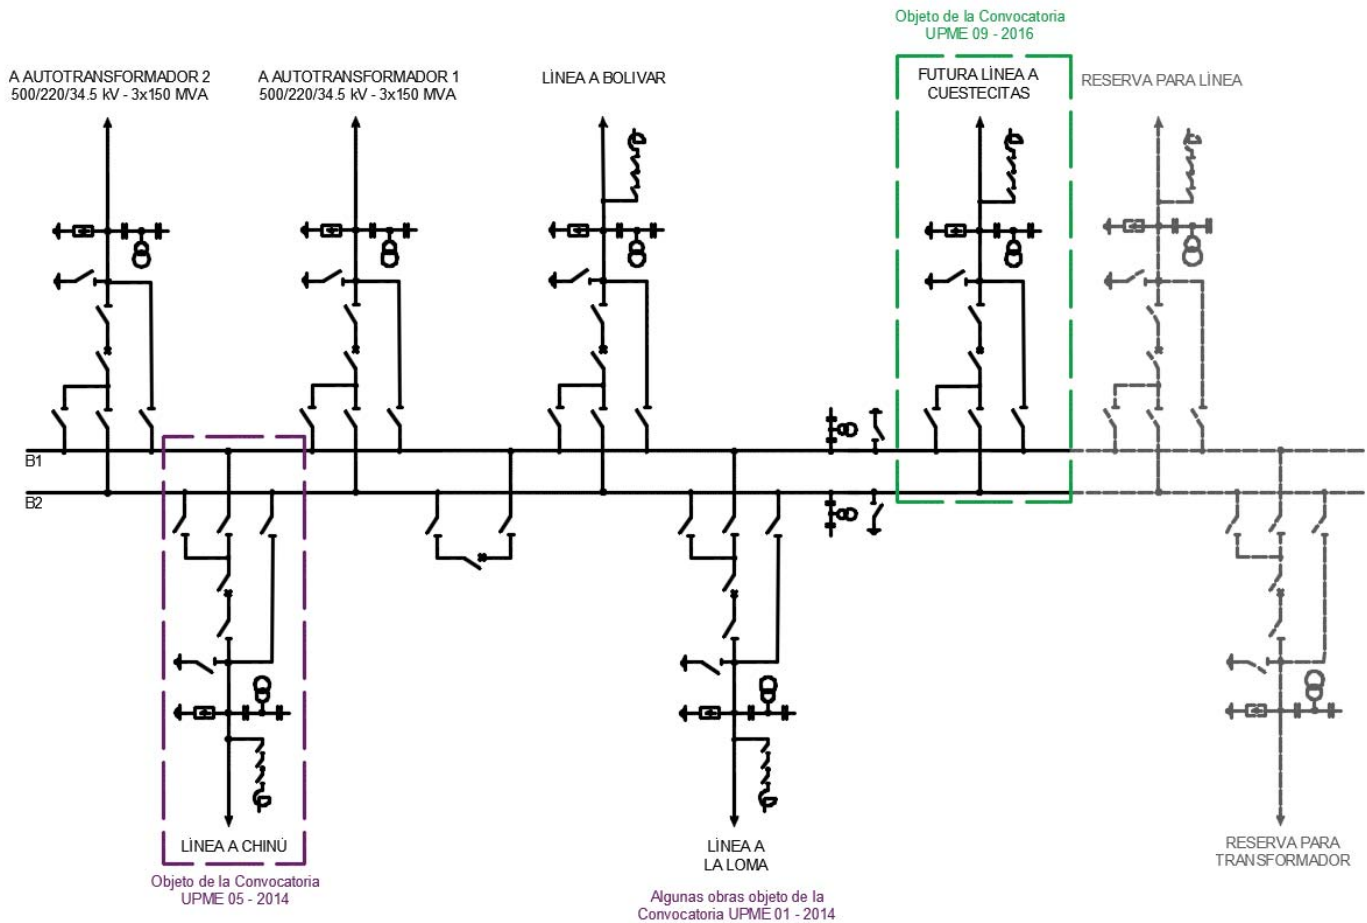 Objeto de la Convocatoria
UPME 09 - 2016
A AUTOTRANSFORMADOR 2
500/220/34.5 kV - 3x150 MVA
A AUTOTRANSFORMADOR 1
500/220/34.5 kV - 3x150 MVA
LÍNEA A BOLIVAR
FUTURA LÍNEA A
CUESTECITAS
RESERVA PARA LÍNEA
B1
B2
LÍNEA A CHINÚ
Objeto de la Convocatoria
UPME 05 - 2014
LÍNEA A
LA LOMA
Algunas obras objeto de la
Convocatoria UPME 01 - 2014
RESERVA PARA
TRANSFORMADOR